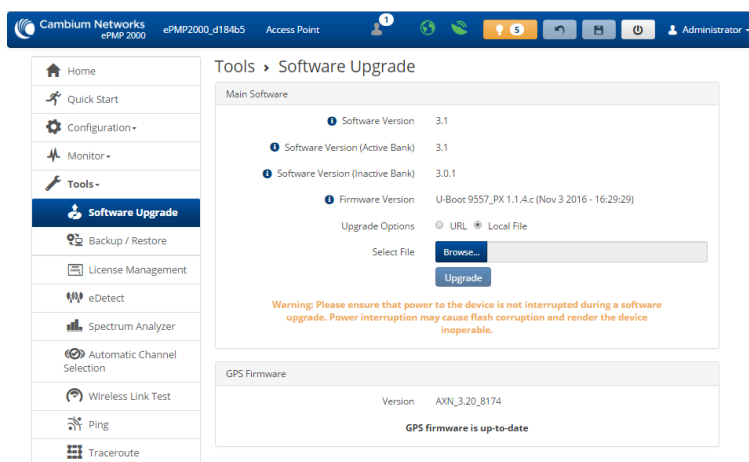 Cambium Networks
ePMP 2000
ePMP2000_d184b5
Access Point
1
5
Administrator
Home
Quick Start
Configuration
Monitor
Tools
Software Upgrade
Backup / Restore
License Management
eDetect
Spectrum Analyzer
Automatic Channel
Selection
Wireless Link Test
Ping
Traceroute
Tools › Software Upgrade
Main Software
Software Version 3.1
Software Version (Active Bank) 3.1
Software Version (Inactive Bank) 3.0.1
Firmware Version U-Boot 9557_PX 1.1.4.c (Nov 3 2016 - 16:29:29)
Upgrade Options URL Local File
Select File Browse...
Upgrade
Warning: Please ensure that power to the device is not interrupted during a software
upgrade. Power interruption may cause flash corruption and render the device
inoperable.
GPS Firmware
Version AXN_3.20_8174
GPS firmware is up-to-date